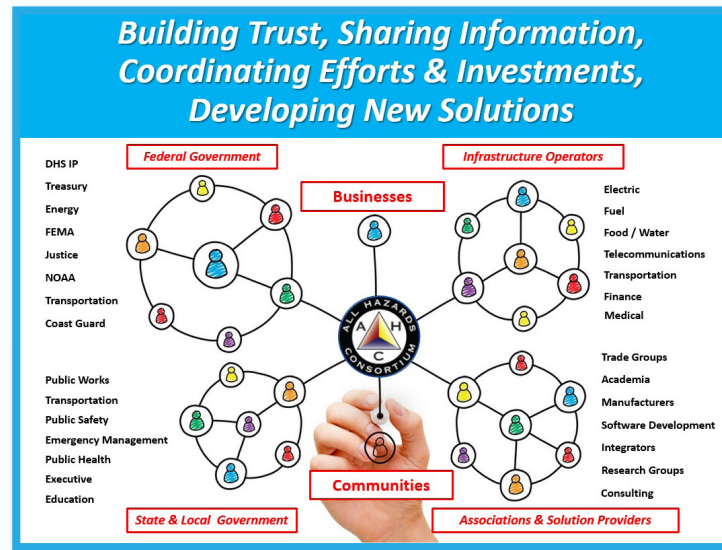 Building Trust, Sharing Information,
Coordinating Efforts & Investments,
Developing New Solutions
Federal Government
DHS IP
Treasury
Energy
FEMA
Justice
NOAA
Transportation
Coast Guard
Businesses
Infrastructure Operators
Electric
Fuel
Food / Water
Telecommunications
Transportation
Finance
Medical
ALL HAZARDS
A H
C
CONSORTIUM
Public Works
Transportation
Public Safety
Emergency Management
Public Health
Executive
Education
State & Local Government
Communities
Trade Groups
Academia
Manufacturers
Software Development
Integrators
Research Groups
Consulting
Associations & Solution Providers